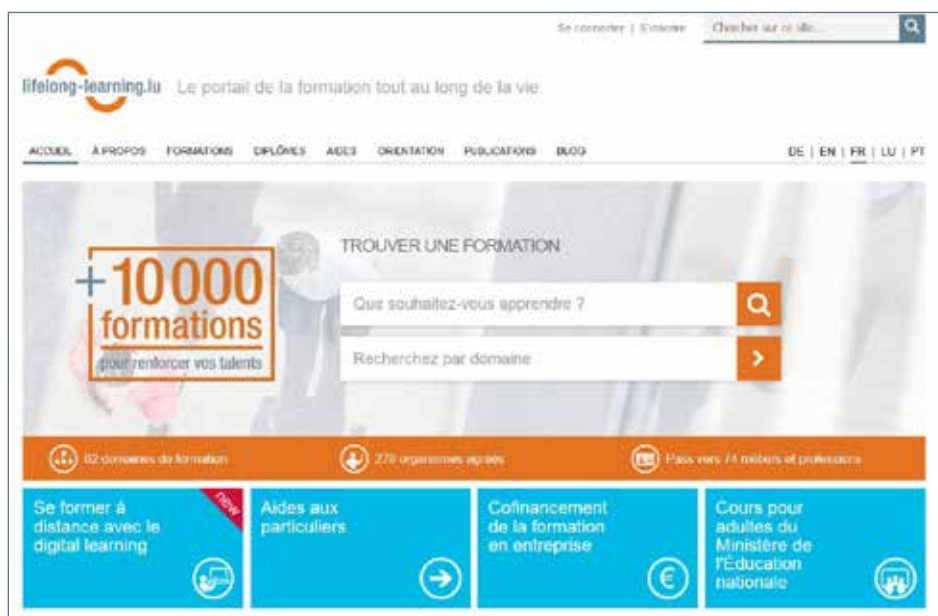 Se connecter | S'inscrire
Chercher sur ce site...
lifelong-learning.lu Le portail de la formation tout au long de la vie
ACCUEIL À PROPOS FORMATIONS DIPLÔMES AIDES ORIENTATION PUBLICATIONS BLOG
DE | EN | FR | LU | PT
+10 000
formations
pour renforcer vos talents
TROUVER UNE FORMATION
Que souhaitez-vous apprendre ?
Recherchez par domaine
82 domaines de formation
organismes agréés
Pass vers 74 métiers et professions
Se former à
distance avec le
digital learning
new
Aides aux
particuliers
Cofinancement
de la formation
en entreprise
€
Cours pour
adultes du
Ministère de
l'Éducation
nationale